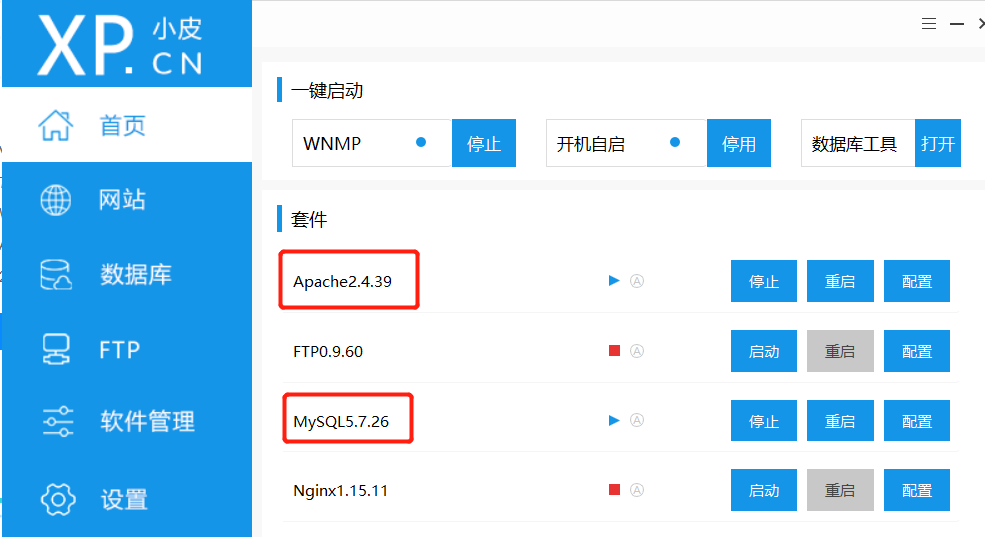 XP.小皮
CN
首页
网站
数据库
FTP
软件管理
设置
一键启动
WNMP 停止 开机自启 停用 数据库工具 打开
套件
Apache2.4.39 停止 重启 配置
FTP0.9.60 启动 重启 配置
MySQL5.7.26 停止 重启 配置
Nginx1.15.11 启动 重启 配置